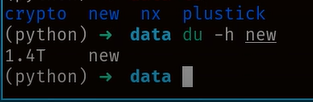 crypto  new  nx  plustick
(python) → data du -h new
1.4T    new
(python) → data